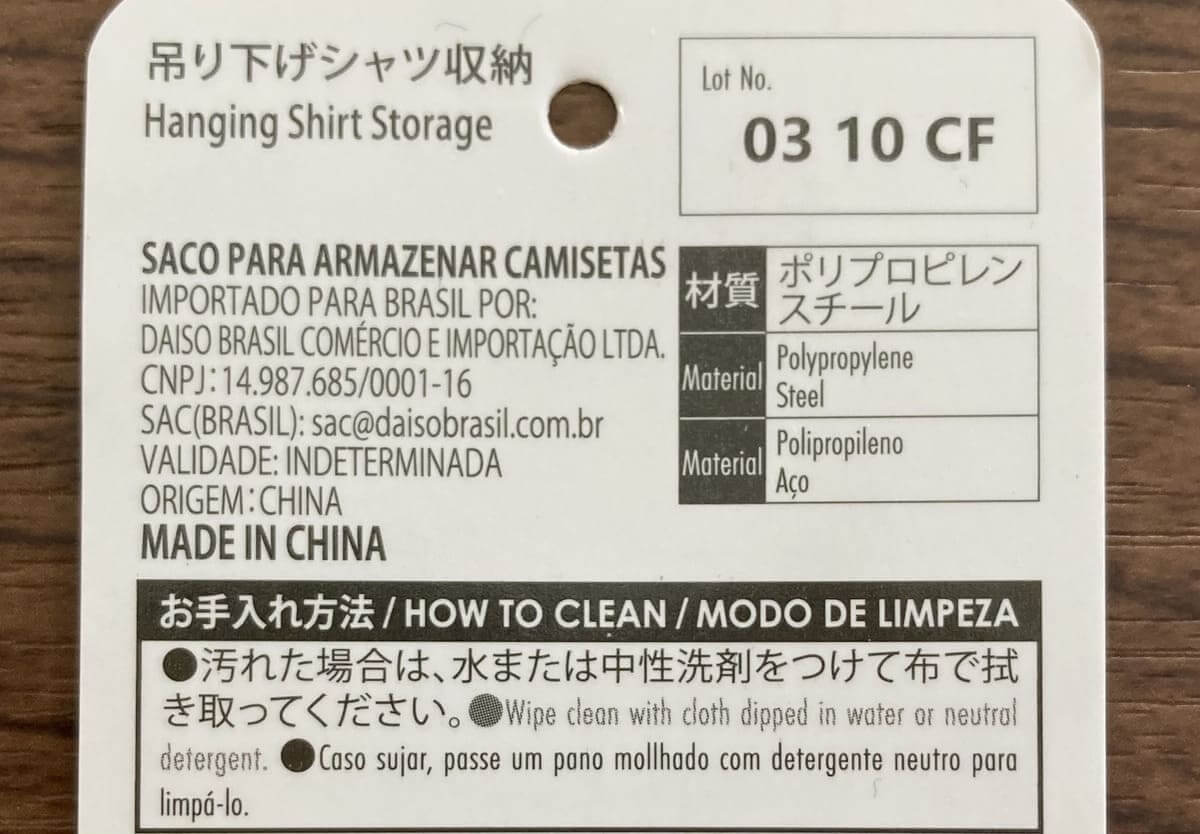 吊り下げシャツ収納
Hanging Shirt Storage
Lot No.
03 10 CF
SACO PARA ARMAZENAR CAMISETAS
IMPORTADO PARA BRASIL POR:
DAISO BRASIL COMÉRCIO E IMPORTAÇÃO LTDA.
CNPJ:14.987.685/0001-16
SAC(BRASIL): sac@daisobrasil.com.br
VALIDADE: INDETERMINADA
ORIGEM:CHINA
MADE IN CHINA
材質 ポリプロピレン
スチール
Material Polypropylene
Steel
Material Polipropileno
Aço
お手入れ方法 / HOW TO CLEAN / MODO DE LIMPEZA
●汚れた場合は、水または中性洗剤をつけて布で拭
き取ってください。●Wipe clean with cloth dipped in water or neutral
detergent. ●Caso sujar, passe um pano mollhado com detergente neutro para
limpá-lo.